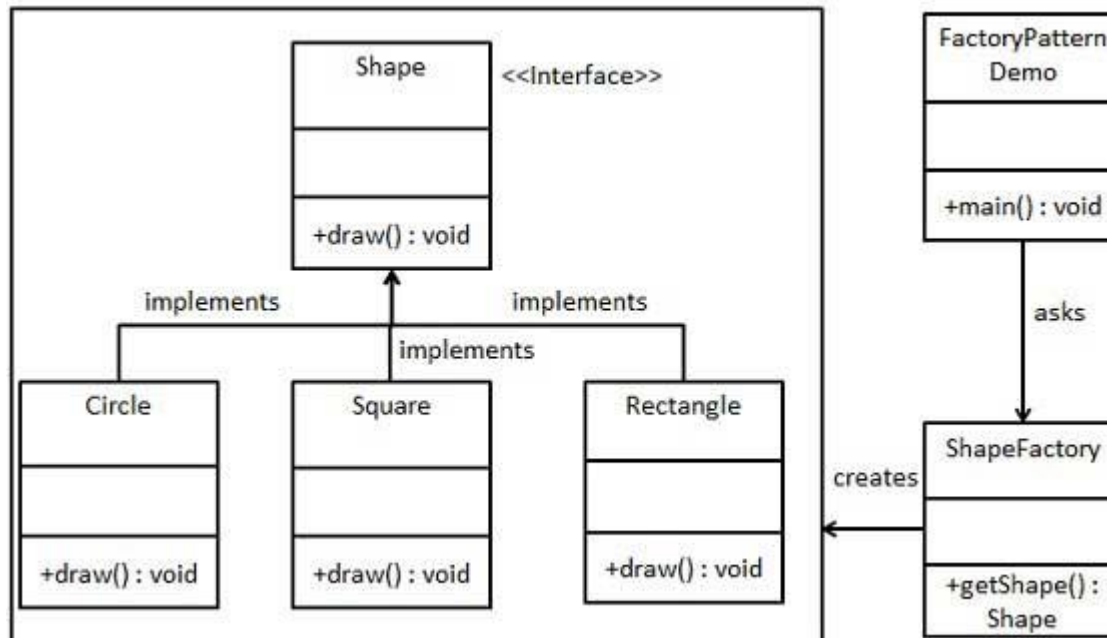 Shape
<<Interface>>
+draw() : void
implements
implements
implements
Circle
+draw() : void
Square
+draw() : void
Rectangle
+draw() : void
FactoryPattern
Demo
+main() : void
asks
ShapeFactory
+getShape() :
Shape
creates